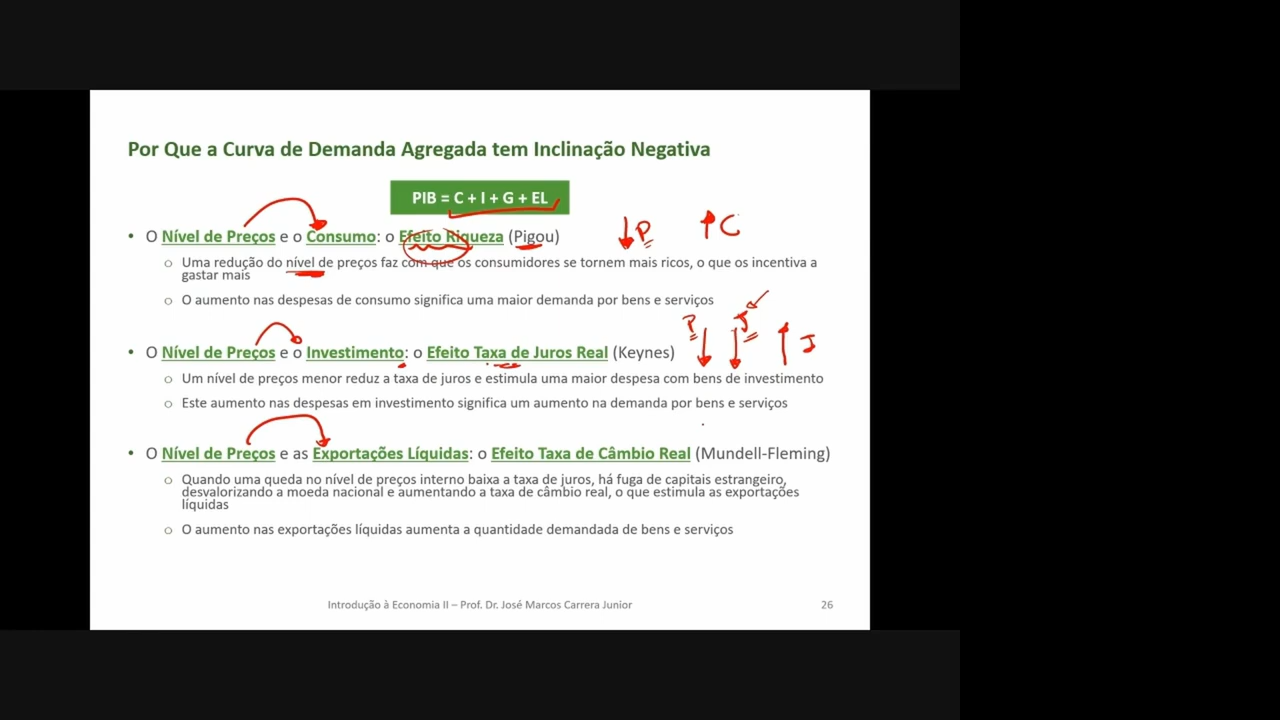 Por Que a Curva de Demanda Agregada tem Inclinação Negativa
PIB = C + I + G + EL
• O Nível de Preços e o Consumo: o Efeito Riqueza (Pigou)
↓P ↑C
o Uma redução do nível de preços faz com que os consumidores se tornem mais ricos, o que os incentiva a
gastar mais
o O aumento nas despesas de consumo significa uma maior demanda por bens e serviços
• O Nível de Preços e o Investimento: o Efeito Taxa de Juros Real (Keynes)
P↓ J↓ ↑I
o Um nível de preços menor reduz a taxa de juros e estimula uma maior despesa com bens de investimento
o Este aumento nas despesas em investimento significa um aumento na demanda por bens e serviços
• O Nível de Preços e as Exportações Líquidas: o Efeito Taxa de Câmbio Real (Mundell-Fleming)
o Quando uma queda no nível de preços interno baixa a taxa de juros, há fuga de capitais estrangeiro,
desvalorizando a moeda nacional e aumentando a taxa de câmbio real, o que estimula as exportações
líquidas
o O aumento nas exportações líquidas aumenta a quantidade demandada de bens e serviços
Introdução à Economia II – Prof. Dr. José Marcos Carrera Junior
26